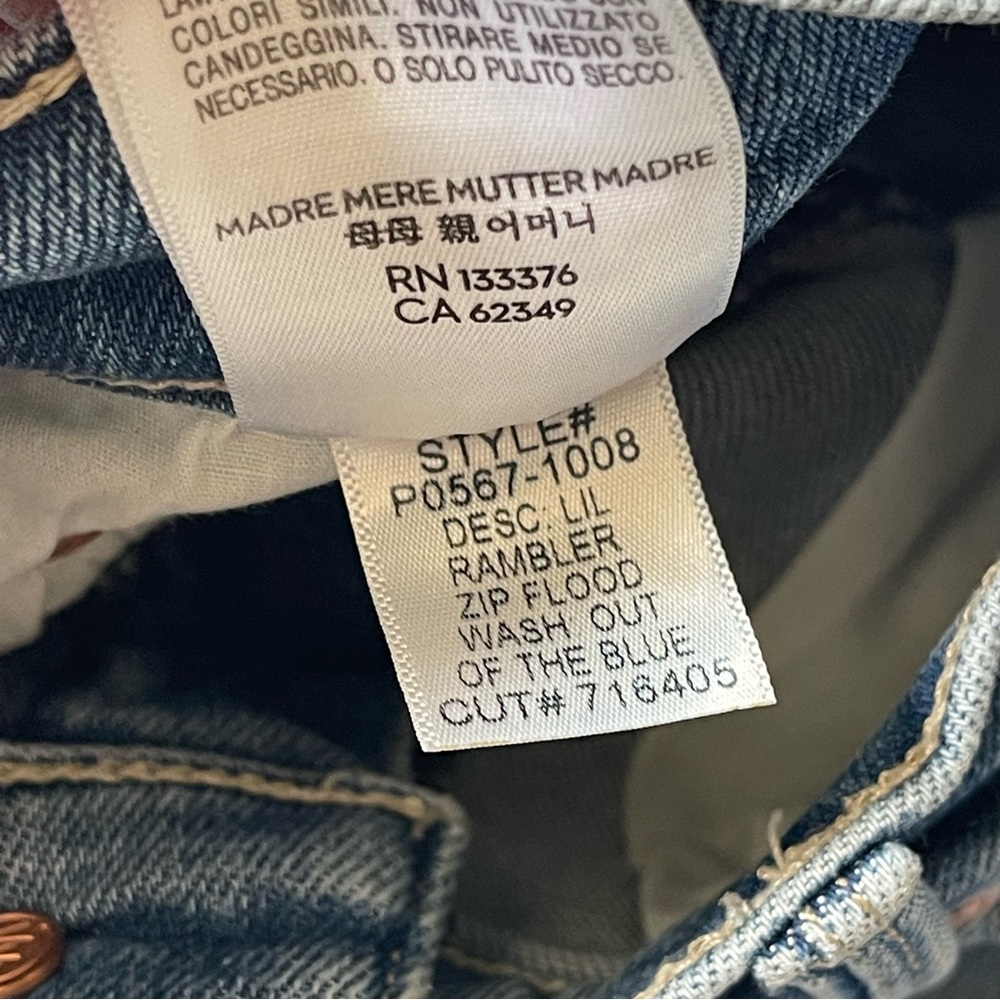 COLORI SIMILI. NON UTILIZZATO
CANDEGGINA. STIRARE MEDIO SE
NECESSARIO. O SOLO PULITO SECCO.
MADRE MERE MUTTER MADRE
母母 親 어머니
RN 133376
CA 62349
STYLE#
P0567-1008
DESC: LIL
RAMBLER
ZIP FLOOD
WASH: OUT
OF THE BLUE
CUT# 716405